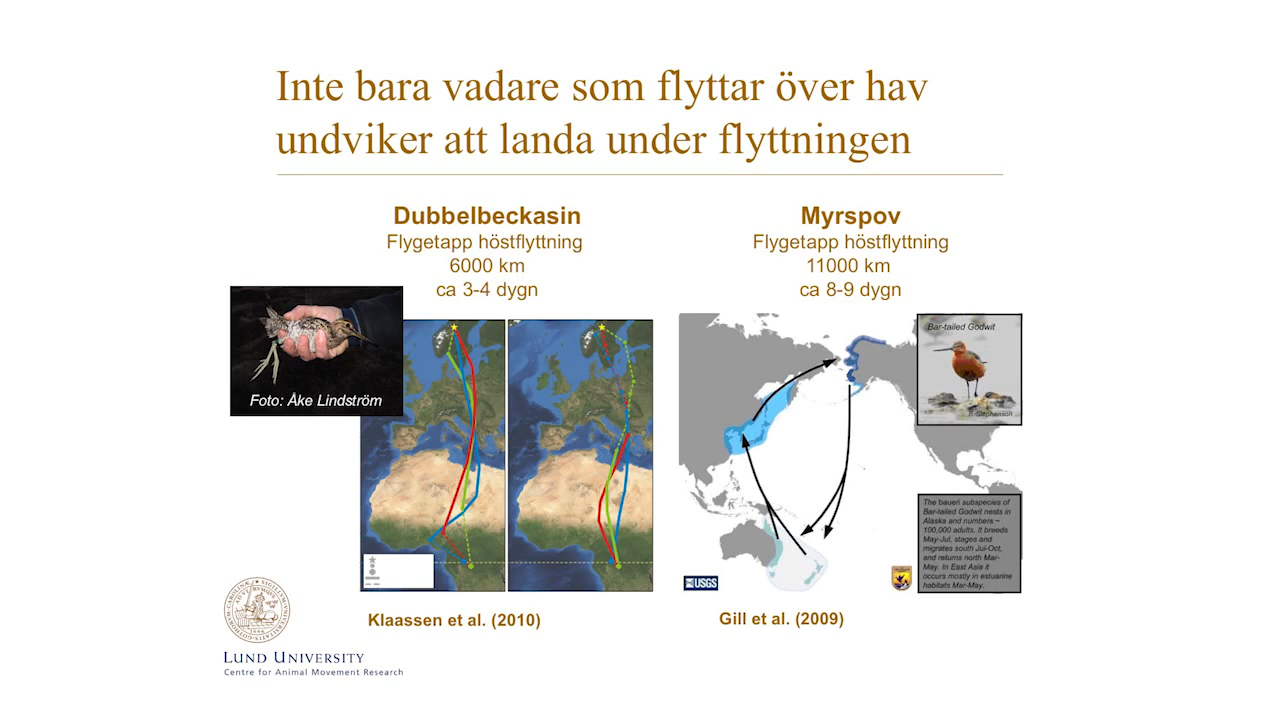 Inte bara vadare som flyttar över hav
undviker att landa under flyttningen
Dubbelbeckasin
Flygetapp höstflyttning
6000 km
ca 3-4 dygn
Myrspov
Flygetapp höstflyttning
11000 km
ca 8-9 dygn
Foto: Åke Lindström
Bar-tailed Godwit
The baueri subspecies of
Bar-tailed Godwit nests in
Alaska and numbers ~
100,000 adults. It breeds
May-Jul, stages and
migrates south Jul-Oct,
and returns north Mar-
May. In East Asia it
occurs mostly in estuarine
habitats Mar-May.
USGS
Klaassen et al. (2010)
Gill et al. (2009)
LUND UNIVERSITY
Centre for Animal Movement Research